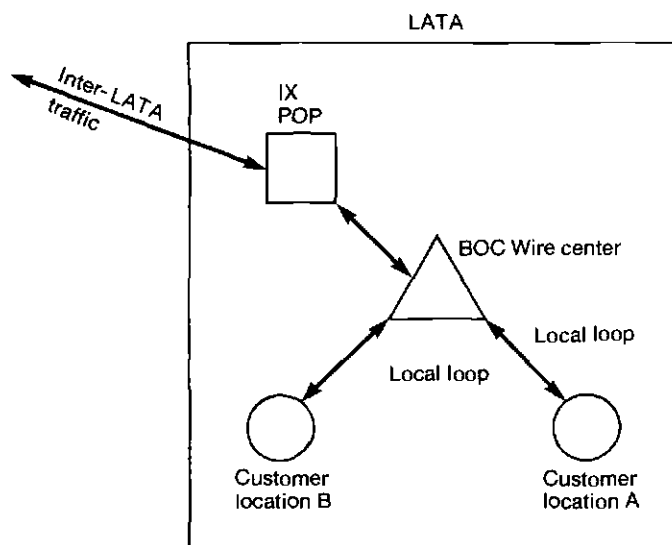 LATA
Inter-LATA
traffic
IX
POP
BOC Wire center
Local loop
Local loop
Customer
location B
Customer
location A